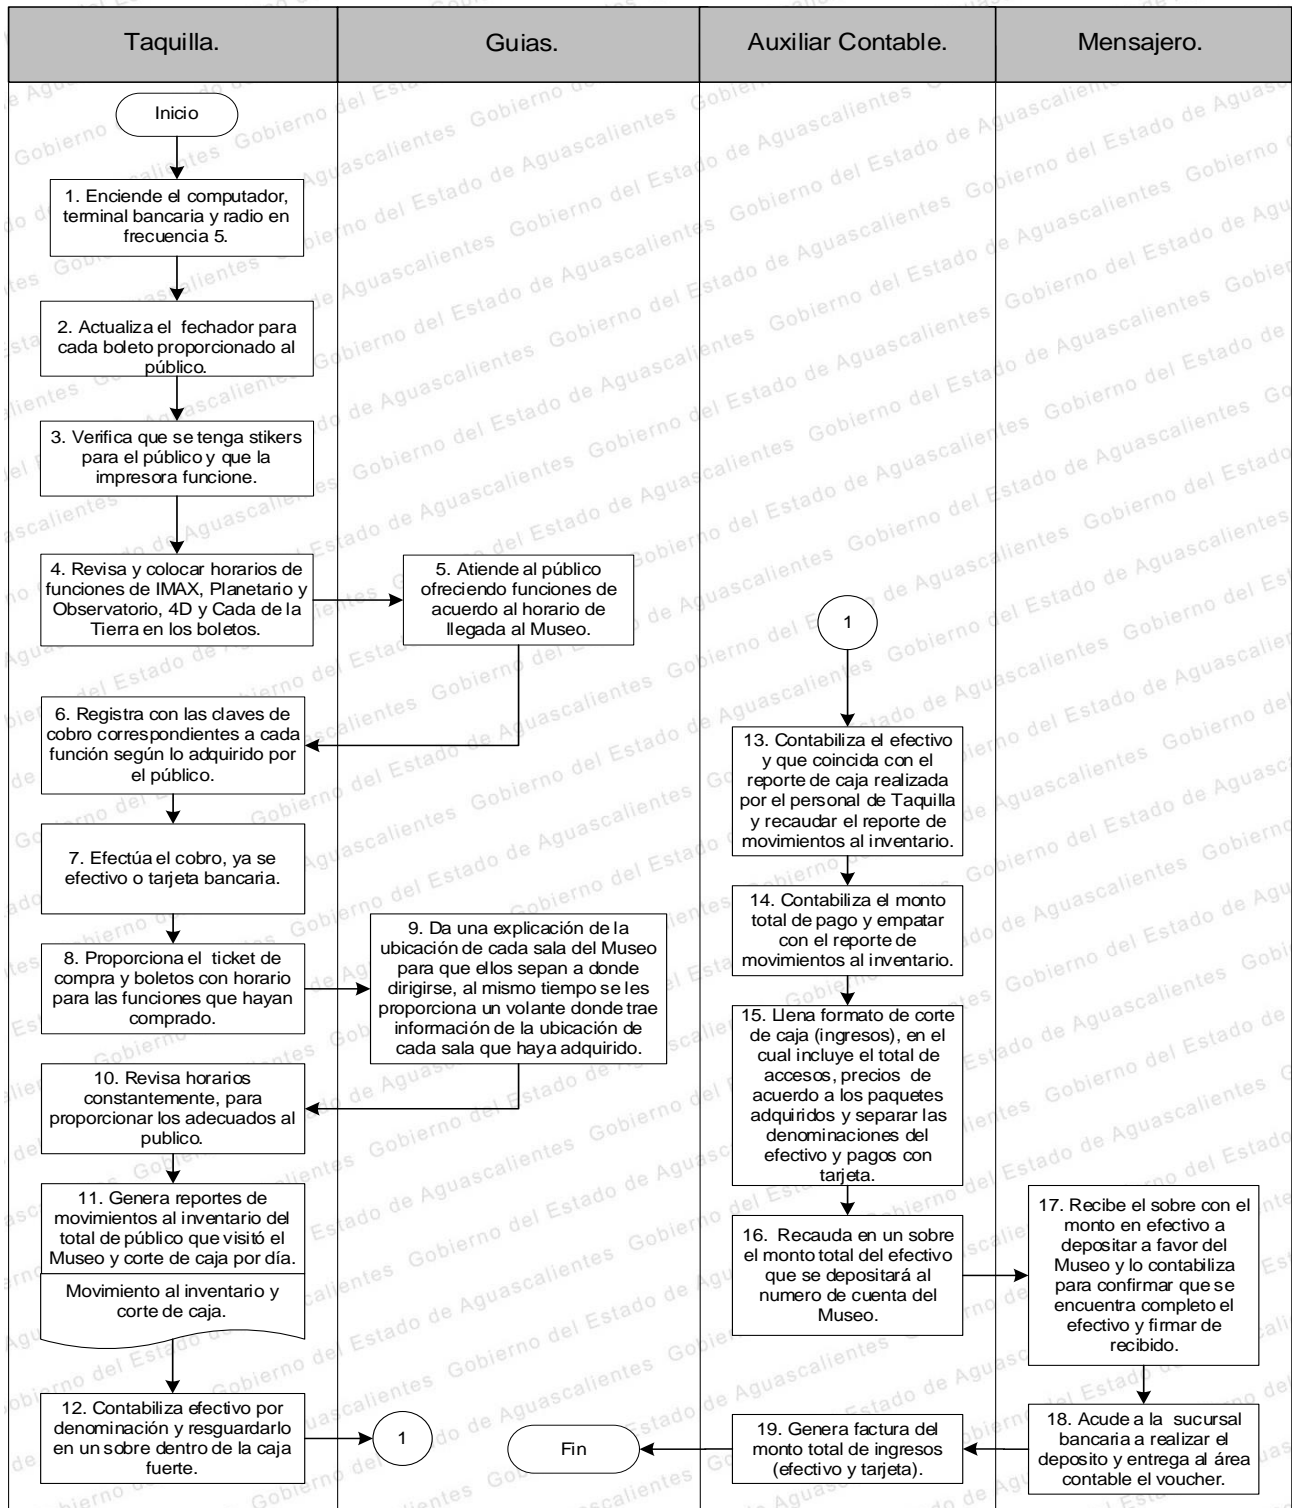 Taquilla.
Guias.
Auxiliar Contable.
Mensajero.
Inicio
1. Enciende el computador,
terminal bancaria y radio en
frecuencia 5.
2. Actualiza el fechador para
cada boleto proporcionado al
público.
3. Verifica que se tenga stikers
para el público y que la
impresora funcione.
4. Revisa y colocar horarios de
funciones de IMAX, Planetario y
Observatorio, 4D y Cada de la
Tierra en los boletos.
5. Atiende al público
ofreciendo funciones de
acuerdo al horario de
llegada al Museo.
6. Registra con las claves de
cobro correspondientes a cada
función según lo adquirido por
el público.
7. Efectúa el cobro, ya se
efectivo o tarjeta bancaria.
8. Proporciona el ticket de
compra y boletos con horario
para las funciones que hayan
comprado.
9. Da una explicación de la
ubicación de cada sala del Museo
para que ellos sepan a donde
dirigirse, al mismo tiempo se les
proporciona un volante donde trae
información de la ubicación de
cada sala que haya adquirido.
10. Revisa horarios
constantemente, para
proporcionar los adecuados al
publico.
11. Genera reportes de
movimientos al inventario del
total de público que visitó el
Museo y corte de caja por día.
Movimiento al inventario y
corte de caja.
12. Contabiliza efectivo por
denominación y resguardarlo
en un sobre dentro de la caja
fuerte.
1
1
13. Contabiliza el efectivo
y que coincida con el
reporte de caja realizada
por el personal de Taquilla
y recaudar el reporte de
movimientos al inventario.
14. Contabiliza el monto
total de pago y empatar
con el reporte de
movimientos al inventario.
15. Llena formato de corte
de caja (ingresos), en el
cual incluye el total de
accesos, precios de
acuerdo a los paquetes
adquiridos y separar las
denominaciones del
efectivo y pagos con
tarjeta.
16. Recauda en un sobre
el monto total del efectivo
que se depositará al
numero de cuenta del
Museo.
17. Recibe el sobre con el
monto en efectivo a
depositar a favor del
Museo y lo contabiliza
para confirmar que se
encuentra completo el
efectivo y firmar de
recibido.
18. Acude a la sucursal
bancaria a realizar el
deposito y entrega al área
contable el voucher.
19. Genera factura del
monto total de ingresos
(efectivo y tarjeta).
Fin